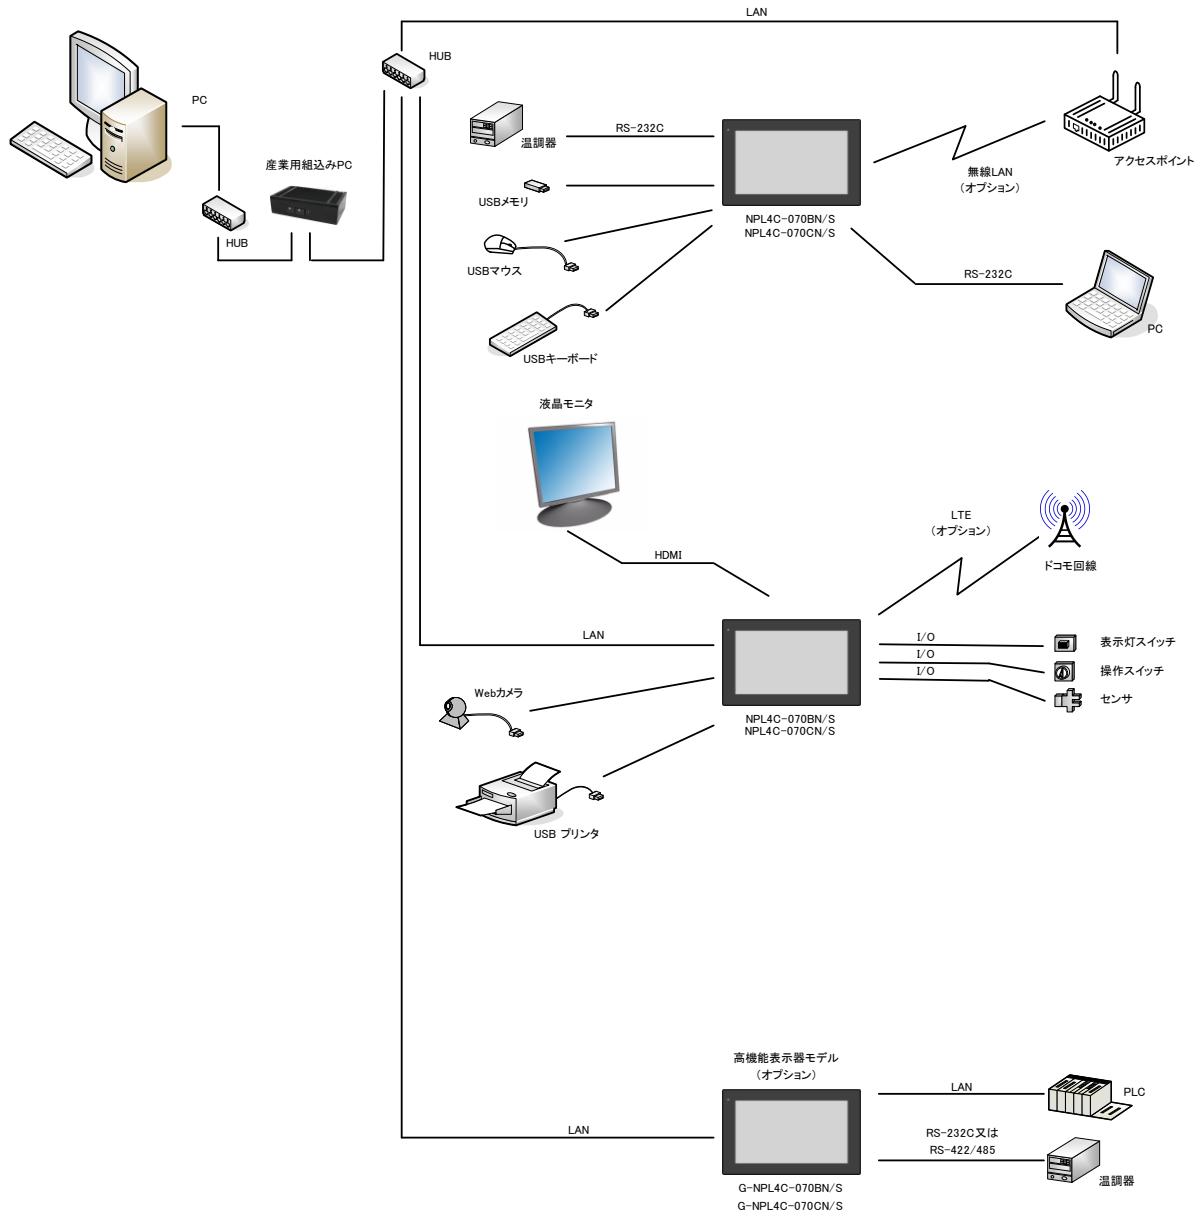 LAN
HUB
PC
産業用組込みPC
HUB
温調器
RS-232C
USBメモリ
USBマウス
USBキーボード
NPL4C-070BN/S
NPL4C-070CN/S
無線LAN
(オプション)
アクセスポイント
RS-232C
PC
液晶モニタ
HDMI
LTE
(オプション)
ドコモ回線
LAN
I/O
表示灯スイッチ
I/O
操作スイッチ
I/O
センサ
Webカメラ
NPL4C-070BN/S
NPL4C-070CN/S
USB プリンタ
高機能表示器モデル
(オプション)
LAN
PLC
LAN
RS-232C又は
RS-422/485
温調器
G-NPL4C-070BN/S
G-NPL4C-070CN/S